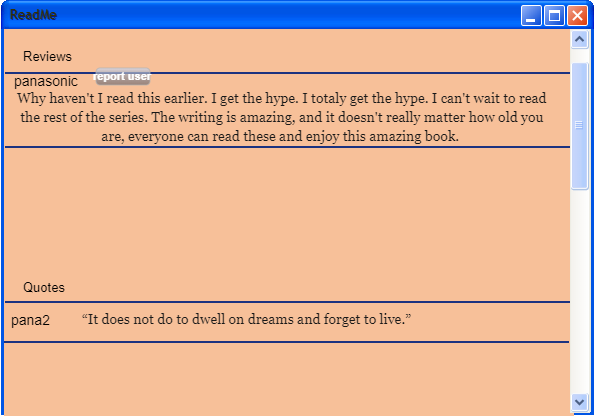 ReadMe
Reviews
panasonic report user
Why haven't I read this earlier. I get the hype. I totaly get the hype. I can't wait to read
the rest of the series. The writing is amazing, and it doesn't really matter how old you
are, everyone can read these and enjoy this amazing book.
Quotes
pana2 “It does not do to dwell on dreams and forget to live.”